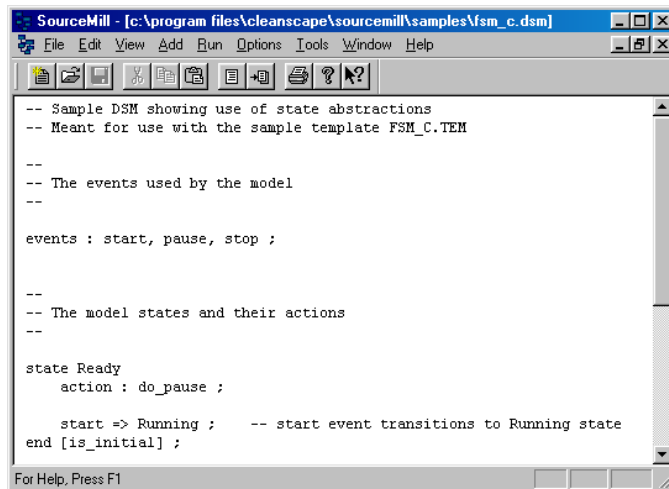 SourceMill - [c:\program files\cleanscape\sourcemill\samples\fsm_c.dsm]
File Edit View Add Run Options Tools Window Help
-- Sample DSM showing use of state abstractions
-- Meant for use with the sample template FSM_C.TEM
--
-- The events used by the model
--
events : start, pause, stop ;
--
-- The model states and their actions
--
state Ready
action : do_pause ;
start => Running ; -- start event transitions to Running state
end [is_initial] ;
For Help, Press F1